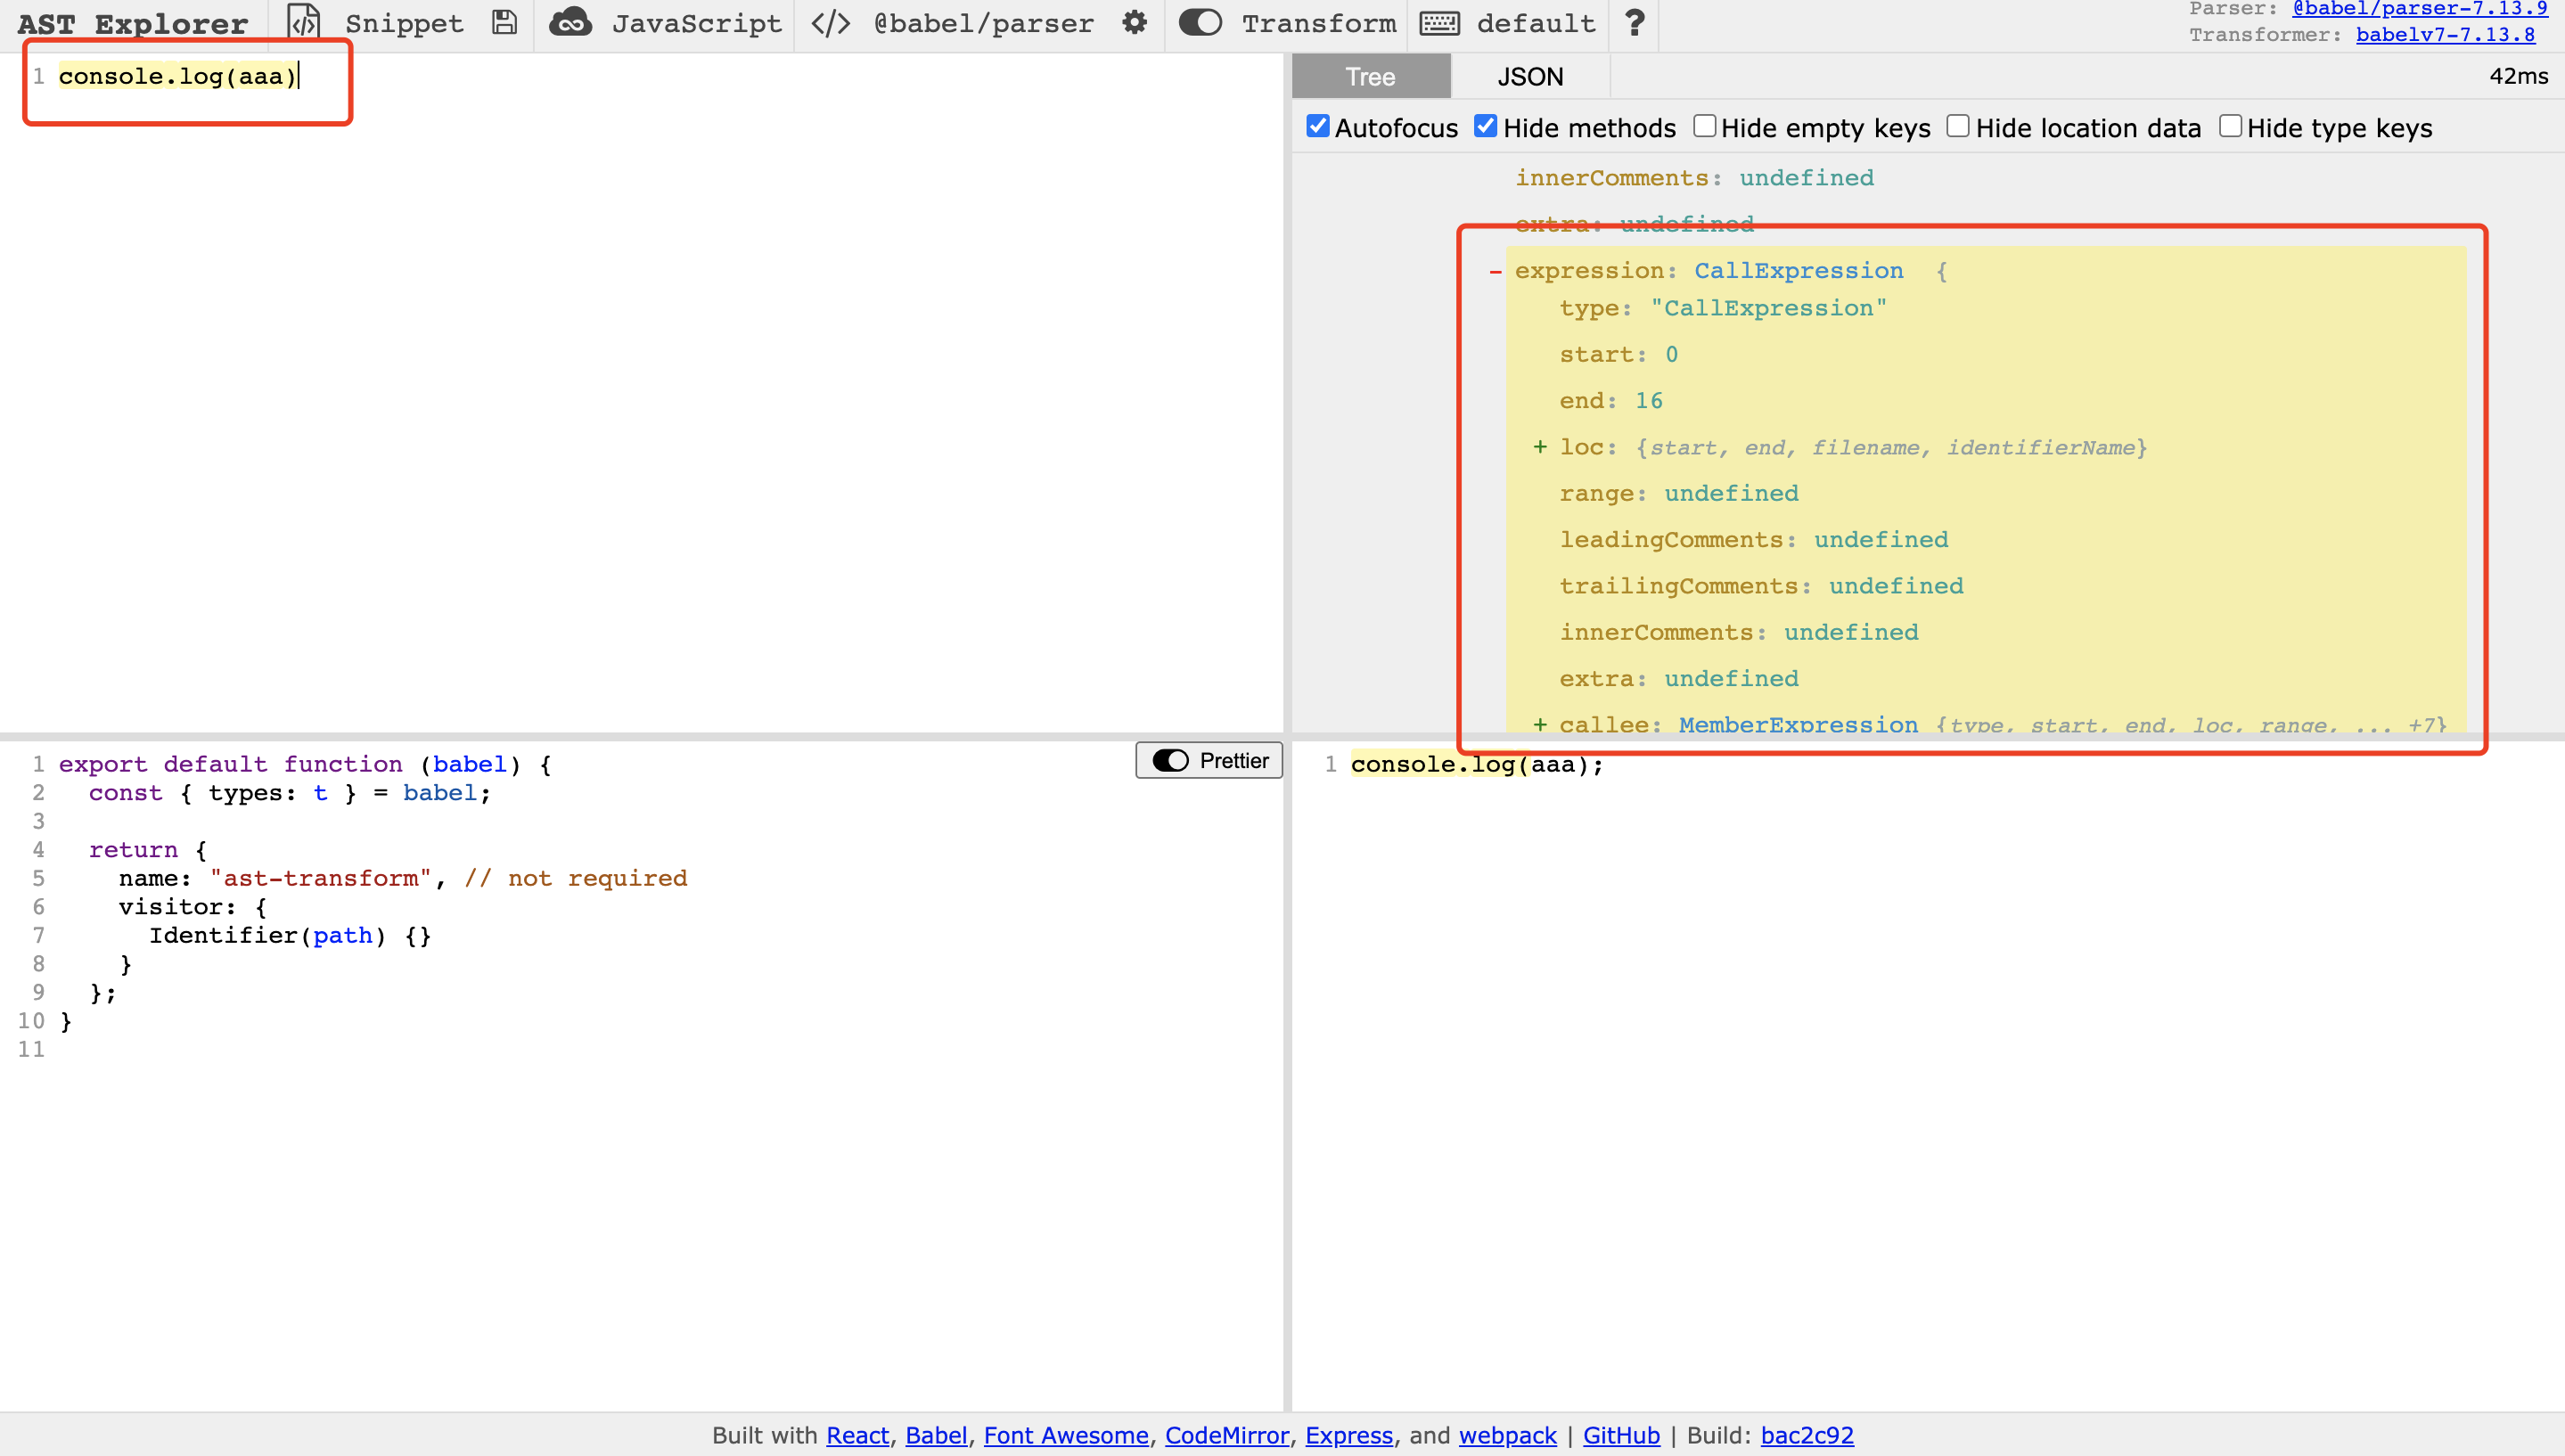 AST Explorer Snippet JavaScript </> @babel/parser Transform default ?
Parser: @babel/parser-7.13.9
Transformer: babelv7-7.13.8
1 console.log(aaa)
Tree JSON 42ms
Autofocus Hide methods Hide empty keys Hide location data Hide type keys
innerComments: undefined
extra: undefined
- expression: CallExpression {
type: "CallExpression"
start: 0
end: 16
+ loc: {start, end, filename, identifierName}
range: undefined
leadingComments: undefined
trailingComments: undefined
innerComments: undefined
extra: undefined
+ callee: MemberExpression {type, start, end, loc, range, ... +7}
Prettier
1 export default function (babel) {
2 const { types: t } = babel;
3
4 return {
5 name: "ast-transform", // not required
6 visitor: {
7 Identifier(path) {}
8 }
9 };
10 }
11
1 console.log(aaa);
Built with React, Babel, Font Awesome, CodeMirror, Express, and webpack | GitHub | Build: bac2c92